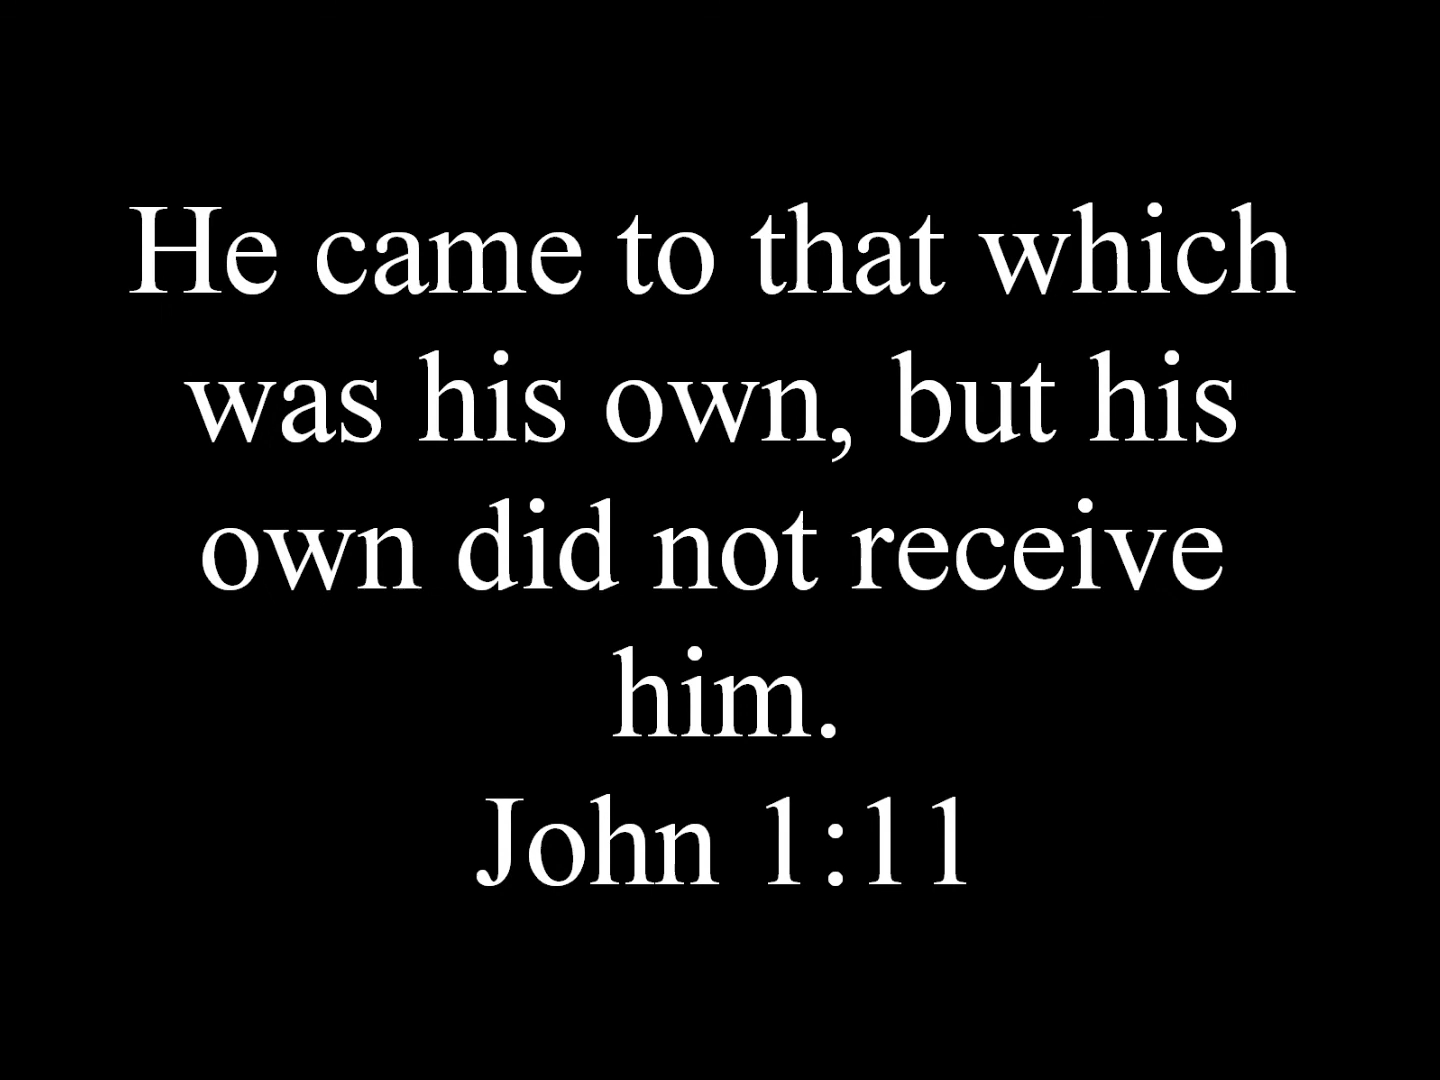 He came to that which
was his own, but his
own did not receive
him.
John 1:11